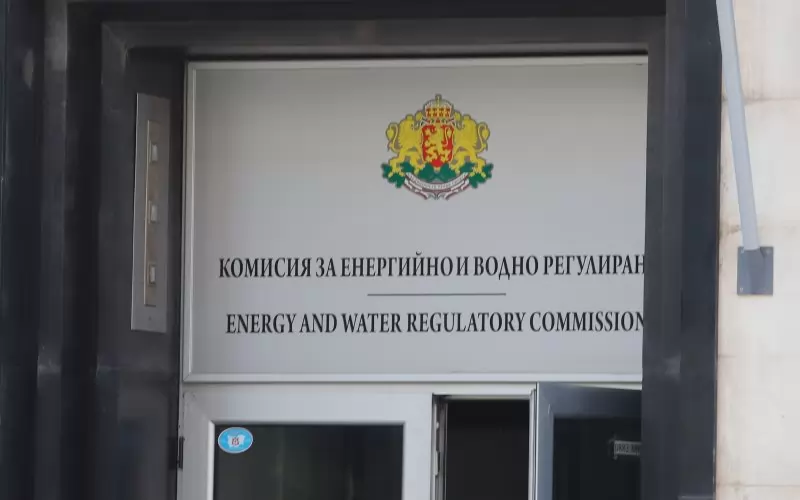 КОМИСИЯ ЗА ЕНЕРГИЙНО И ВОДНО РЕГУЛИРАН
ENERGY AND WATER REGULATORY COMMISSION